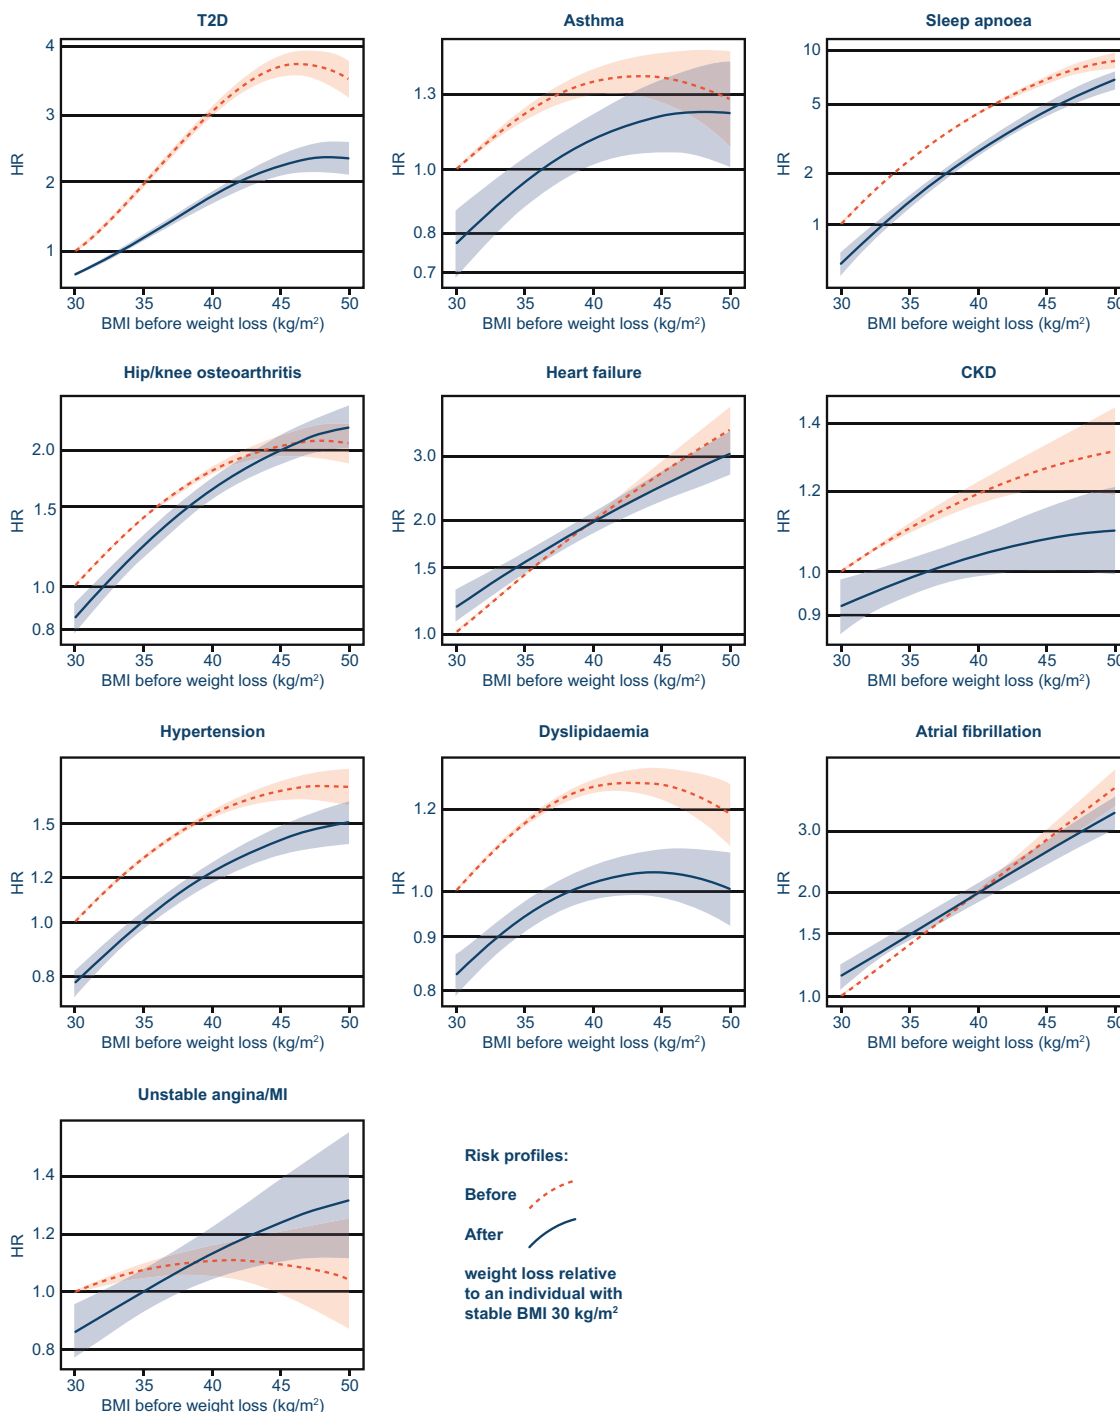 T2D
4
3
2
1
HR
30 35 40 45 50
BMI before weight loss (kg/m²)
Asthma
1.3
1.0
0.8
0.7
HR
30 35 40 45 50
BMI before weight loss (kg/m²)
Sleep apnoea
10
5
2
1
HR
30 35 40 45 50
BMI before weight loss (kg/m²)
Hip/knee osteoarthritis
2.0
1.5
1.0
0.8
HR
30 35 40 45 50
BMI before weight loss (kg/m²)
Heart failure
3.0
2.0
1.5
1.0
HR
30 35 40 45 50
BMI before weight loss (kg/m²)
CKD
1.4
1.2
1.0
0.9
HR
30 35 40 45 50
BMI before weight loss (kg/m²)
Hypertension
1.5
1.2
1.0
0.8
HR
30 35 40 45 50
BMI before weight loss (kg/m²)
Dyslipidaemia
1.2
1.0
0.9
0.8
HR
30 35 40 45 50
BMI before weight loss (kg/m²)
Atrial fibrillation
3.0
2.0
1.5
1.0
HR
30 35 40 45 50
BMI before weight loss (kg/m²)
Unstable angina/MI
1.4
1.2
1.0
0.8
HR
30 35 40 45 50
BMI before weight loss (kg/m²)
Risk profiles:
Before
After
weight loss relative
to an individual with
stable BMI 30 kg/m²